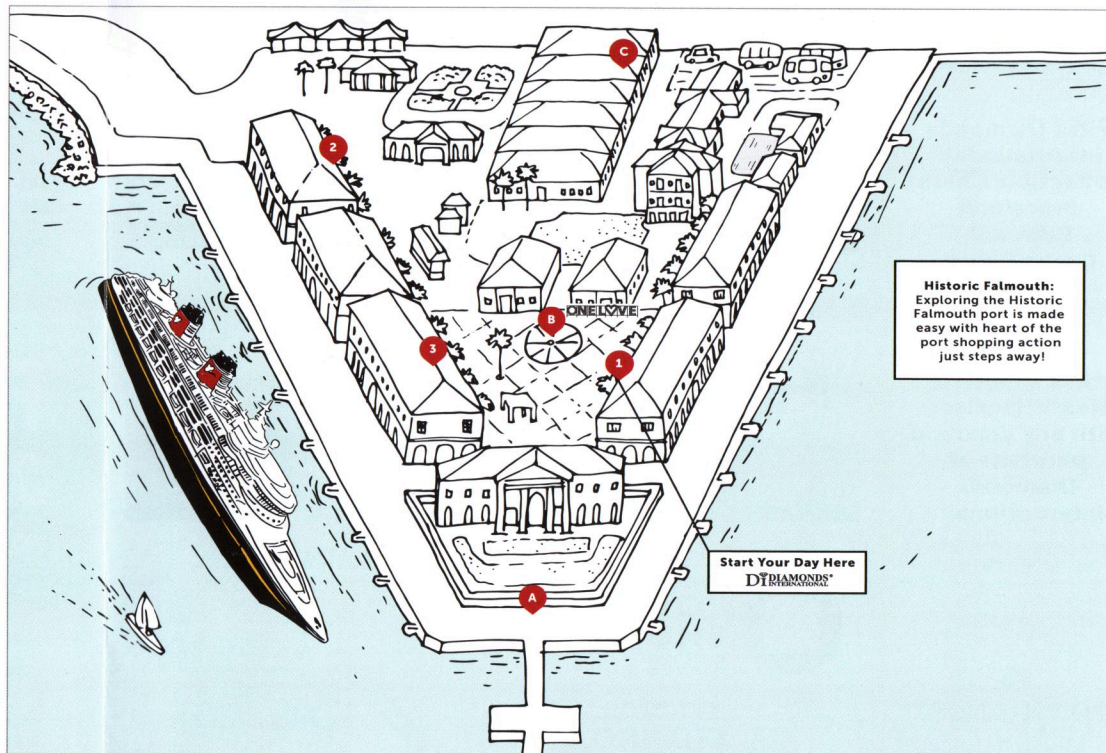 C
2
ONE LOVE
B
3
1
Historic Falmouth:
Exploring the Historic
Falmouth port is made
easy with heart of the
port shopping action
just steps away!
Start Your Day Here
DI DIAMONDS®
INTERNATIONAL
A